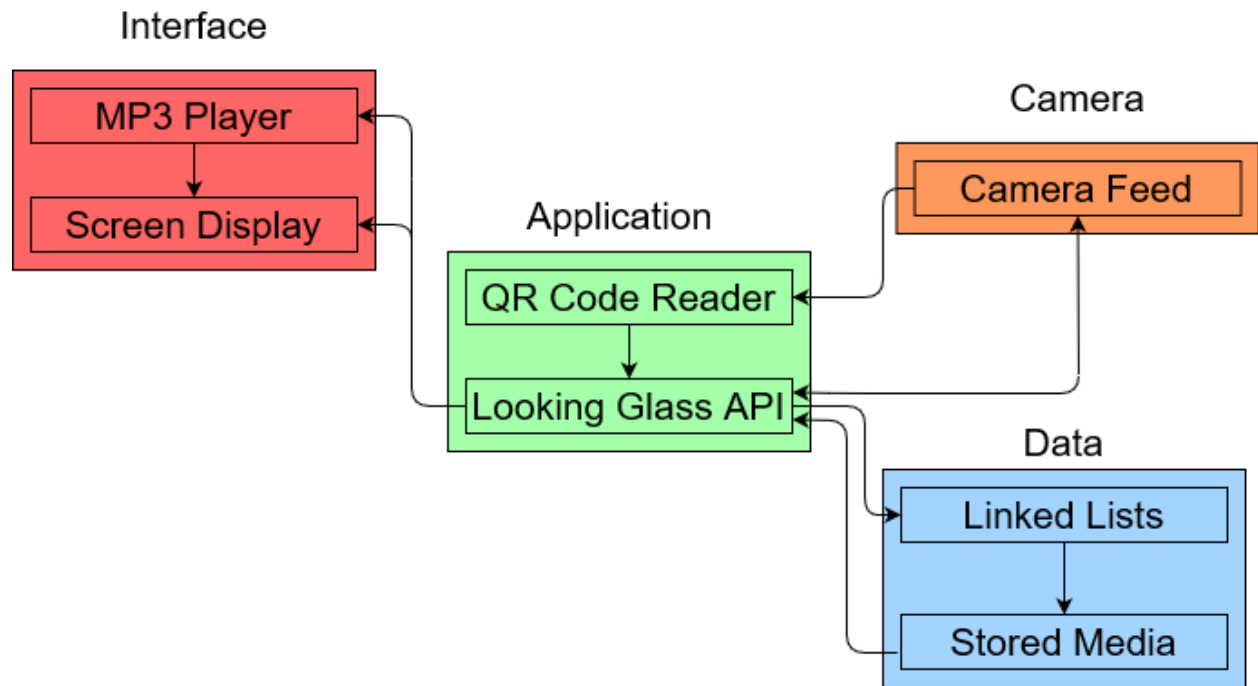 Interface
MP3 Player
Screen Display
Application
QR Code Reader
Looking Glass API
Camera
Camera Feed
Data
Linked Lists
Stored Media